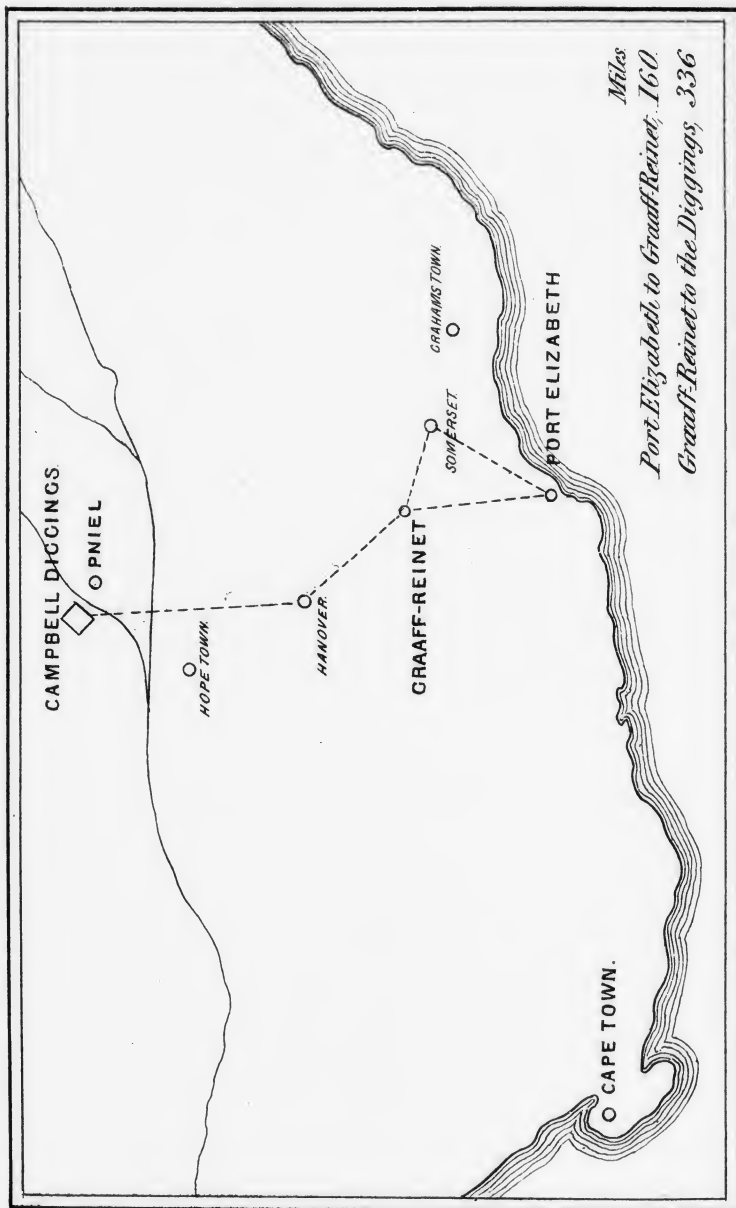 CAMPBELL DIGGINGS.
PNIEL
HOPE TOWN.
HANOVER.
GRAAFF-REINET
SOMERSET.
GRAHAMS TOWN.
PORT ELIZABETH
CAPE TOWN.
Miles.
Port Elizabeth to Graaff-Reinet, 160.
Graaff-Reinet to the Diggings, 336